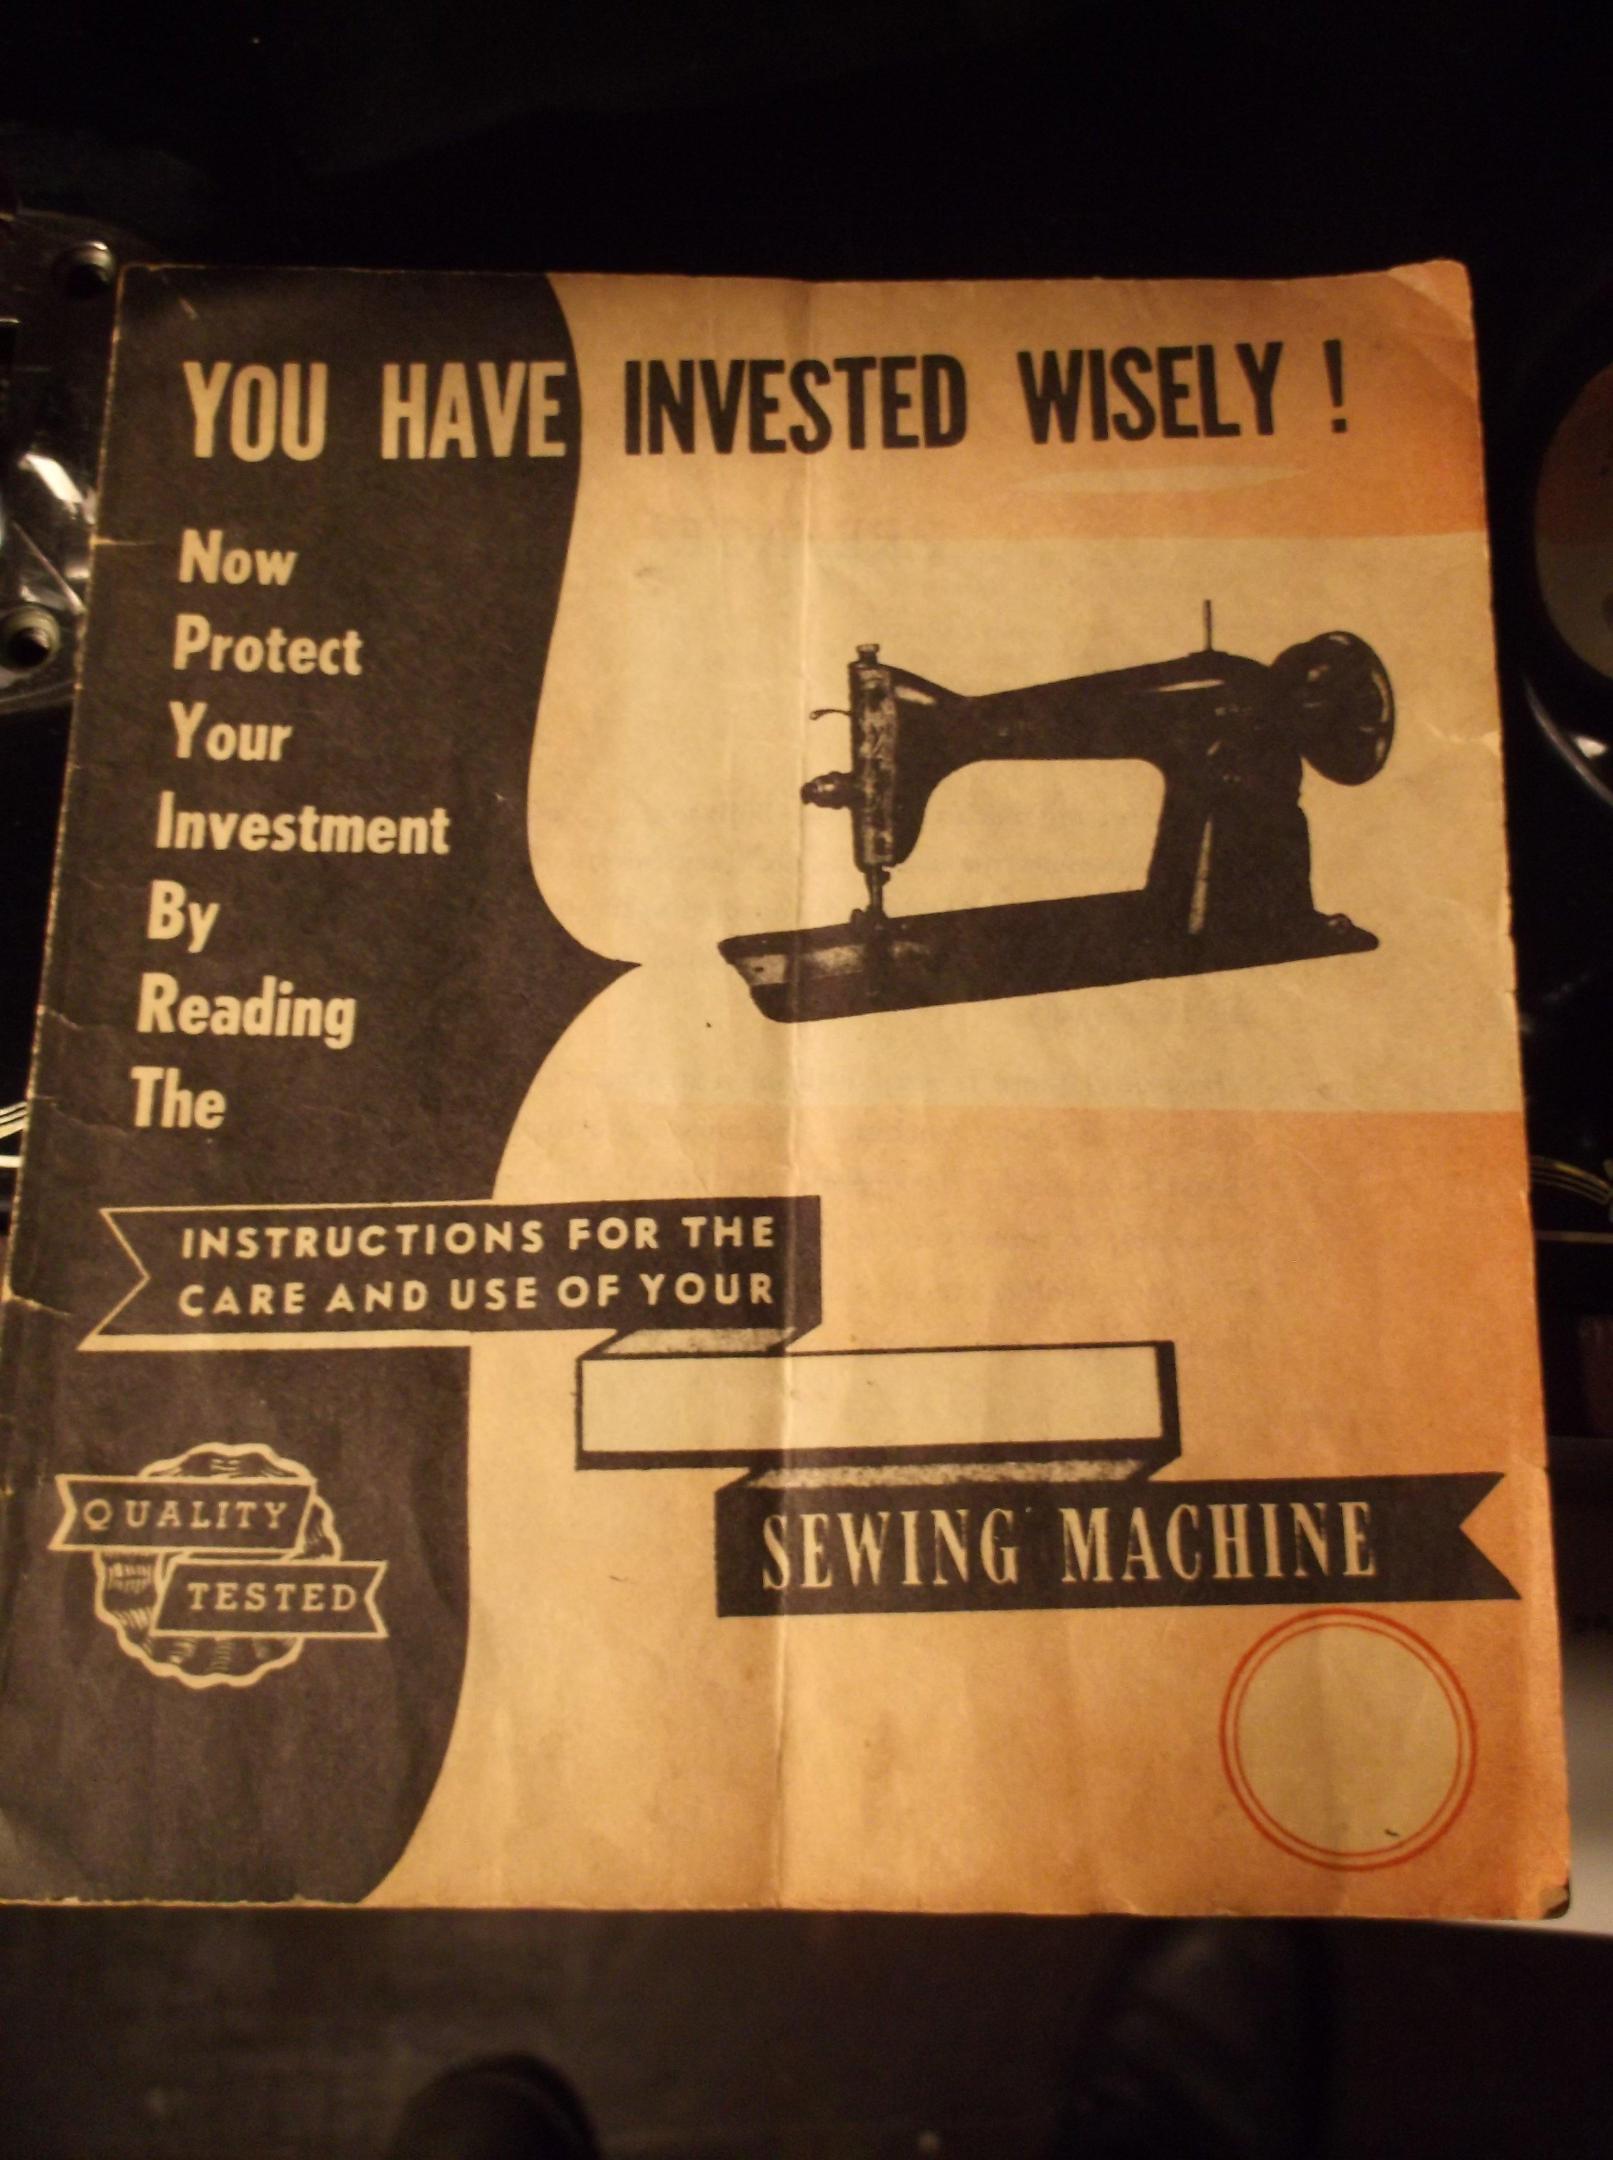 YOU HAVE INVESTED WISELY !
Now
Protect
Your
Investment
By
Reading
The
INSTRUCTIONS FOR THE
CARE AND USE OF YOUR
SEWING MACHINE
QUALITY
TESTED